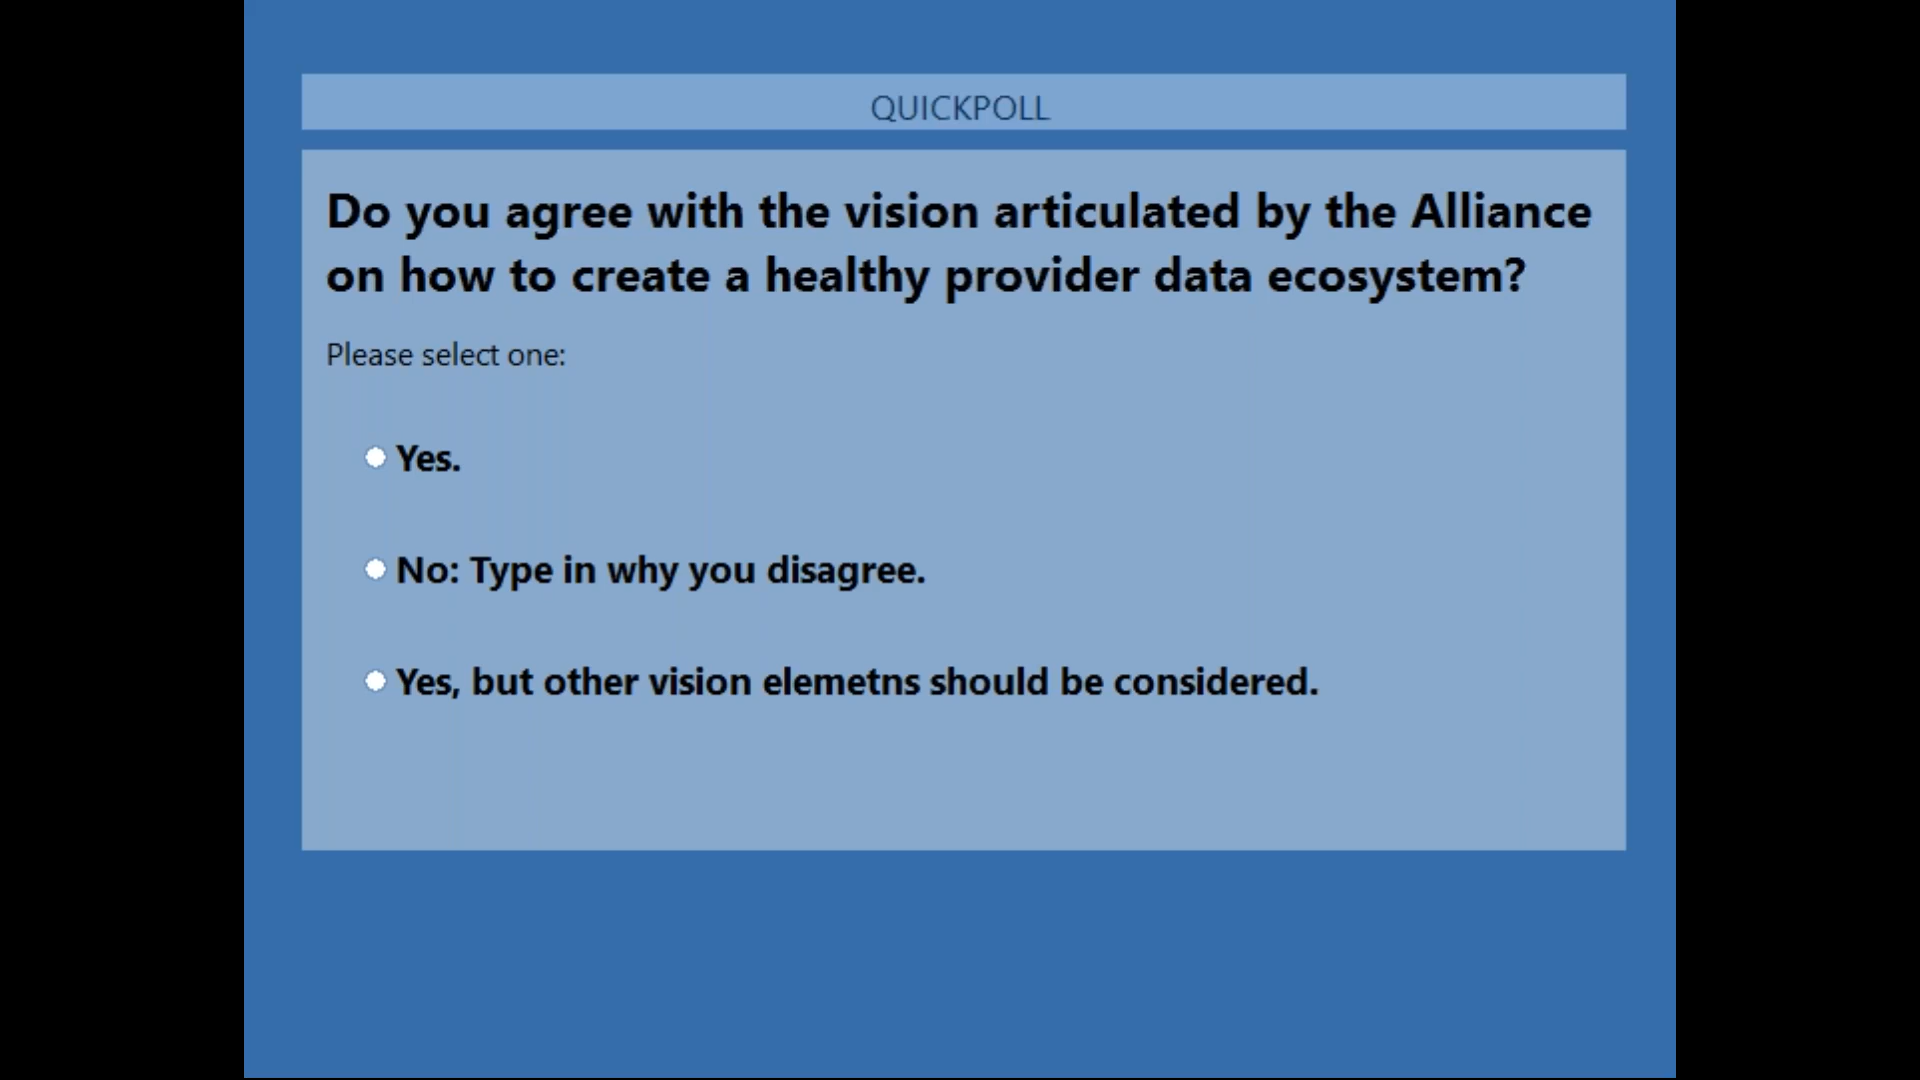 QUICKPOLL
Do you agree with the vision articulated by the Alliance
on how to create a healthy provider data ecosystem?
Please select one:
Yes.
No: Type in why you disagree.
Yes, but other vision elemetns should be considered.